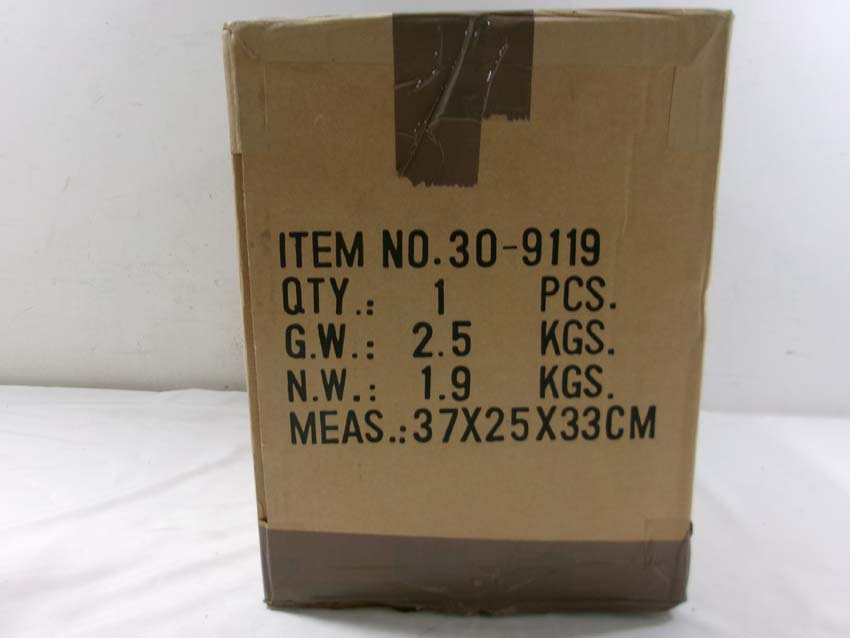 ITEM NO.30-9119
QTY.: 1 PCS.
G.W.: 2.5 KGS.
N.W.: 1.9 KGS.
MEAS.:37X25X33CM